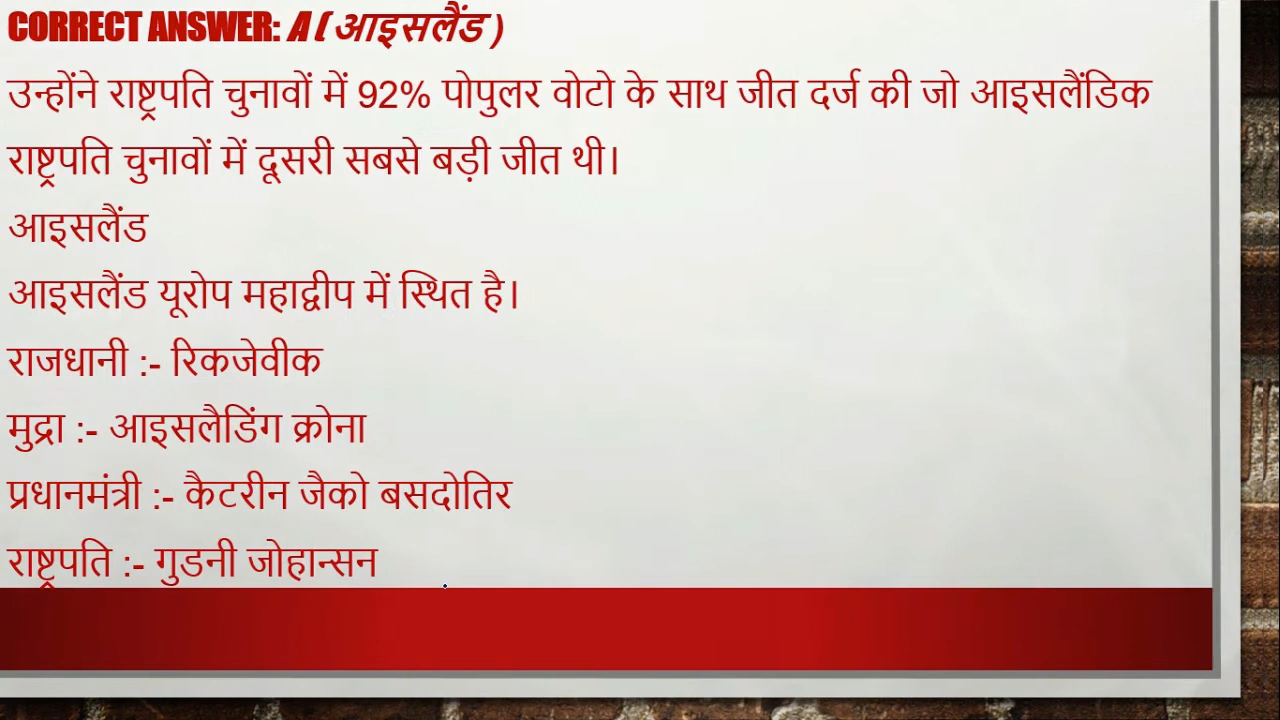 CORRECT ANSWER: A ( आइसलैंड )
उन्होंने राष्ट्रपति चुनावों में 92% पोपुलर वोटो के साथ जीत दर्ज की जो आइसलैंडिक
राष्ट्रपति चुनावों में दूसरी सबसे बड़ी जीत थी।
आइसलैंड
आइसलैंड यूरोप महाद्वीप में स्थित है।
राजधानी :- रिकजेवीक
मुद्रा :- आइसलैडिंग क्रोना
प्रधानमंत्री :- कैटरीन जैको बसदोतिर
राष्ट्रपति :- गुडनी जोहान्सन